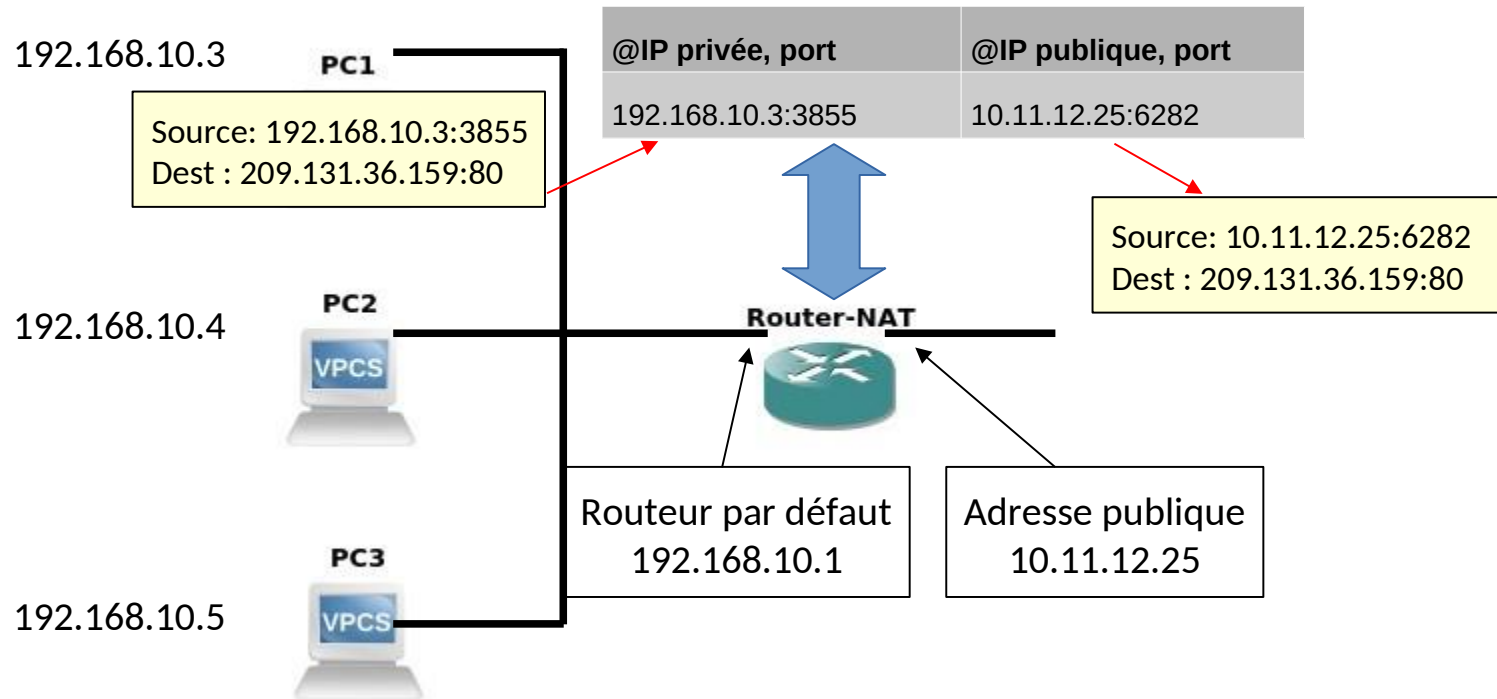 192.168.10.3
PC1
@IP privée, port
@IP publique, port
192.168.10.3:3855
10.11.12.25:6282
Source: 192.168.10.3:3855
Dest : 209.131.36.159:80
Source: 10.11.12.25:6282
Dest : 209.131.36.159:80
192.168.10.4
PC2
VPCS
Router-NAT
Routeur par défaut
192.168.10.1
Adresse publique
10.11.12.25
192.168.10.5
PC3
VPCS